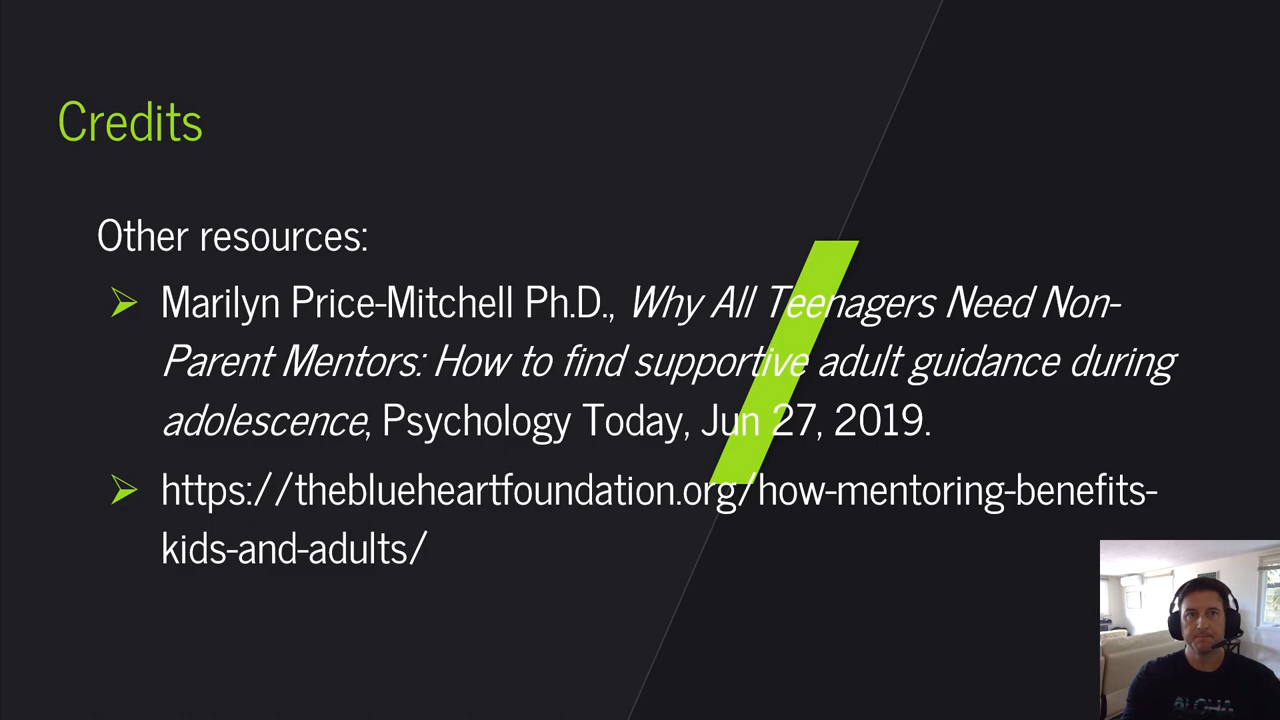 Credits
Other resources:
Marilyn Price-Mitchell Ph.D., Why All Teenagers Need Non-
Parent Mentors: How to find supportive adult guidance during
adolescence, Psychology Today, Jun 27, 2019.
https://theblueheartfoundation.org/how-mentoring-benefits-
kids-and-adults/
ALOHA